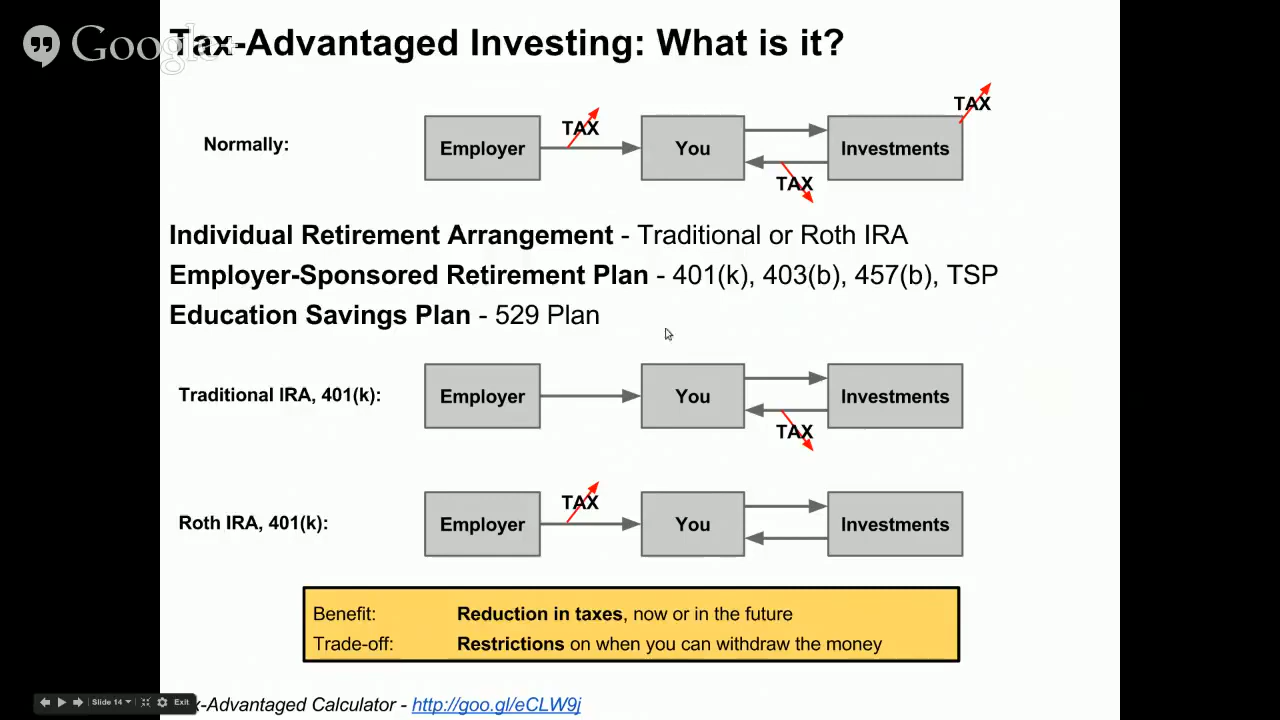 Google+
Tax-Advantaged Investing: What is it?
TAX
Normally:
Employer
TAX
You
TAX
Investments
Individual Retirement Arrangement - Traditional or Roth IRA
Employer-Sponsored Retirement Plan - 401(k), 403(b), 457(b), TSP
Education Savings Plan - 529 Plan
Traditional IRA, 401(k):
Employer
You
TAX
Investments
Roth IRA, 401(k):
Employer
TAX
You
Investments
Benefit: Reduction in taxes, now or in the future
Trade-off: Restrictions on when you can withdraw the money
x-Advantaged Calculator - http://goo.gl/eCLW9j
Slide 14
Exit